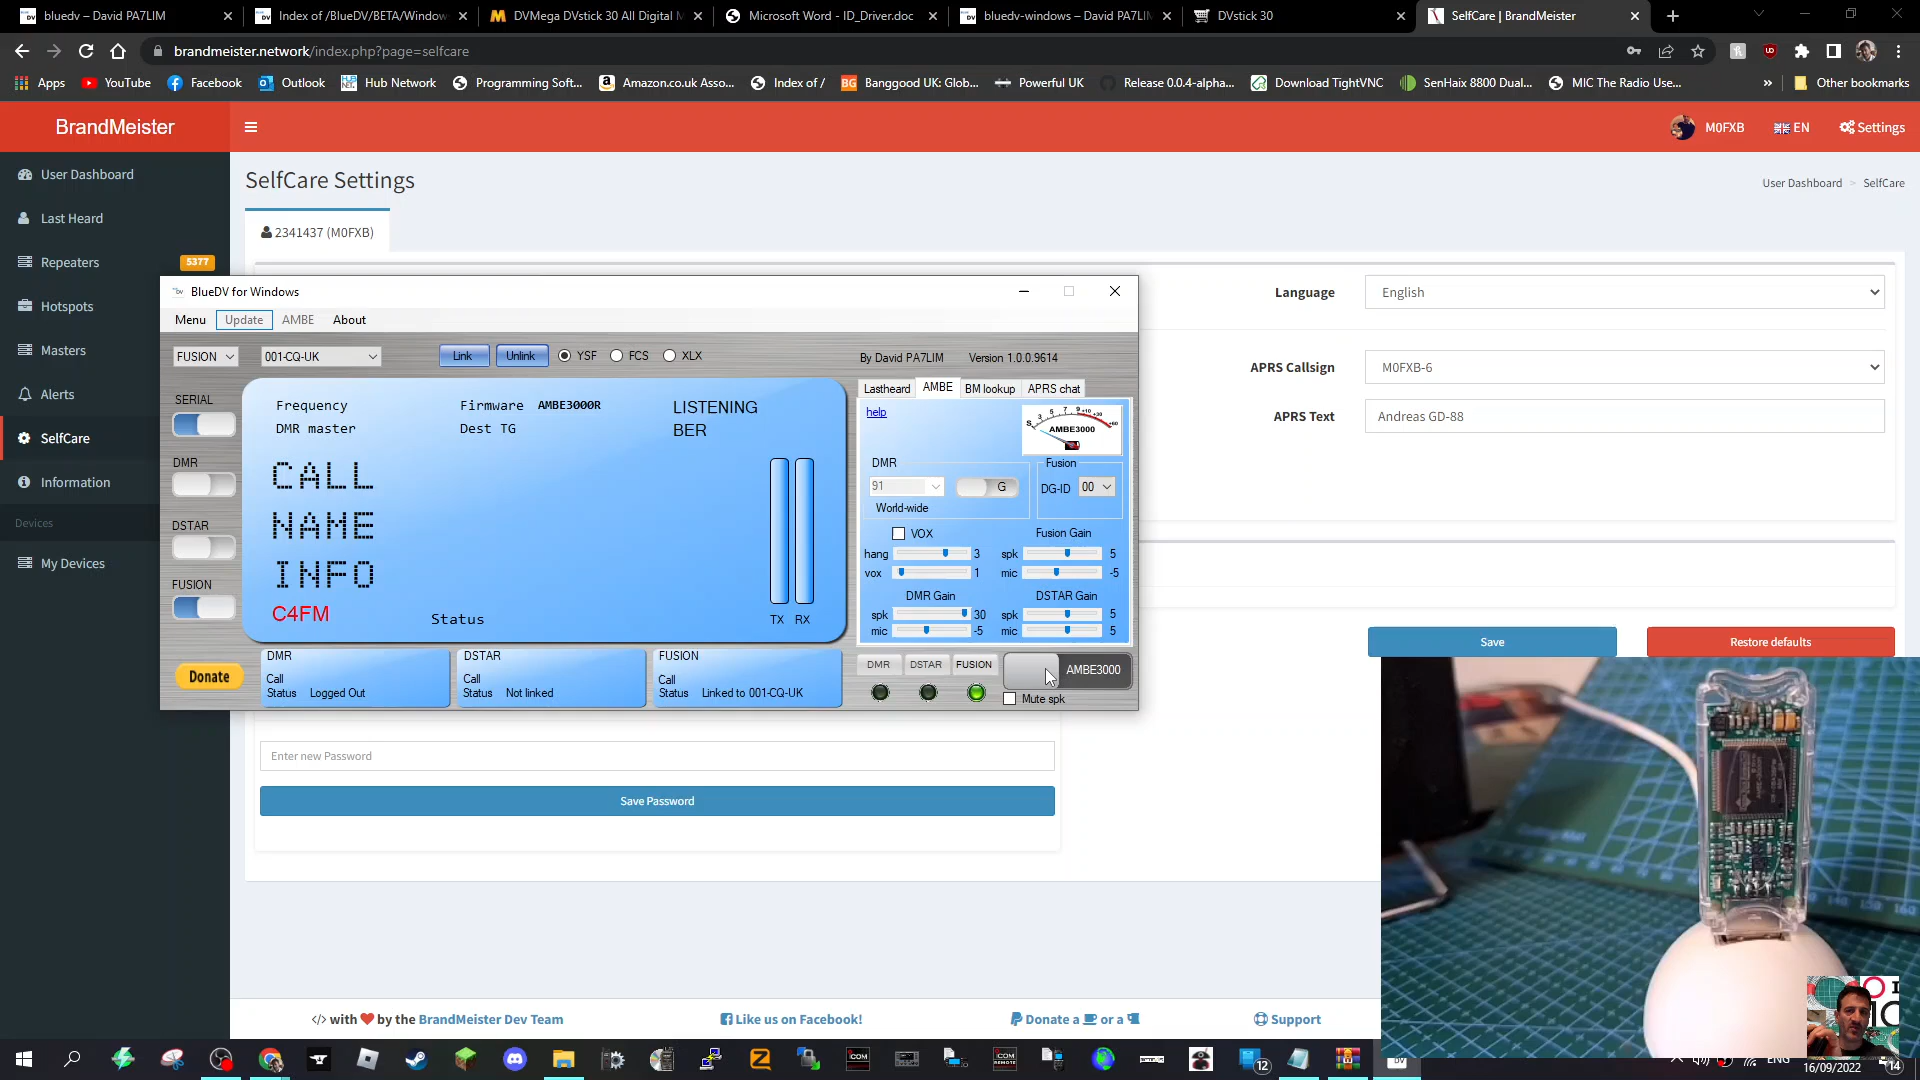 bluedv – David PA7LIM
Index of /BlueDV/BETA/Window
DVMega DVstick 30 All Digital M
Microsoft Word - ID_Driver.doc
bluedv-windows – David PA7LIM
DVstick 30
SelfCare | BrandMeister
brandmeister.network/index.php?page=selfcare
Apps
YouTube
Facebook
Outlook
Hub Network
Programming Soft...
Amazon.co.uk Asso...
Index of /
Banggood UK: Glob...
Powerful UK
Release 0.0.4-alpha...
Download TightVNC
SenHaix 8800 Dual...
MIC The Radio Use...
»
Other bookmarks
BrandMeister
M0FXB
EN
Settings
User Dashboard
Last Heard
Repeaters
5377
Hotspots
Masters
Alerts
SelfCare
Information
Devices
My Devices
SelfCare Settings
User Dashboard > SelfCare
2341437 (M0FXB)
Language
English
APRS Callsign
M0FXB-6
APRS Text
Andreas GD-88
Save
Restore defaults
BlueDV for Windows
Menu
Update
AMBE
About
FUSION
001-CQ-UK
Link
Unlink
YSF
FCS
XLX
By David PA7LIM
Version 1.0.0.9614
SERIAL
DMR
DSTAR
FUSION
Donate
Frequency
Firmware AMBE3000R
LISTENING
DMR master
Dest TG
BER
CALL
NAME
INFO
C4FM
Status
TX
RX
Lastheard
AMBE
BM lookup
APRS chat
help
S 3 5 7 9 +10 +30 +60
AMBE3000
DMR
91
G
World-wide
Fusion
DG-ID
00
VOX
Fusion Gain
hang 3
spk 5
vox 1
mic -5
DMR Gain
DSTAR Gain
spk 30
spk 5
mic -5
mic 5
DMR
Call
Status Logged Out
DSTAR
Call
Status Not linked
FUSION
Call
Status Linked to 001-CQ-UK
DMR
DSTAR
FUSION
AMBE3000
Mute spk
Enter new Password
Save Password
</> with by the BrandMeister Dev Team
Like us on Facebook!
Donate a or a
Support
12
ENG
16/09/2022
14